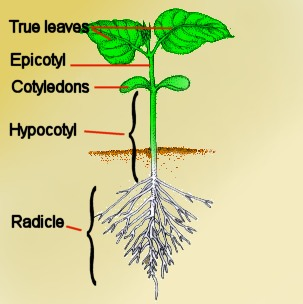 True leaves
Epicotyl
Cotyledons
Hypocotyl
Radicle